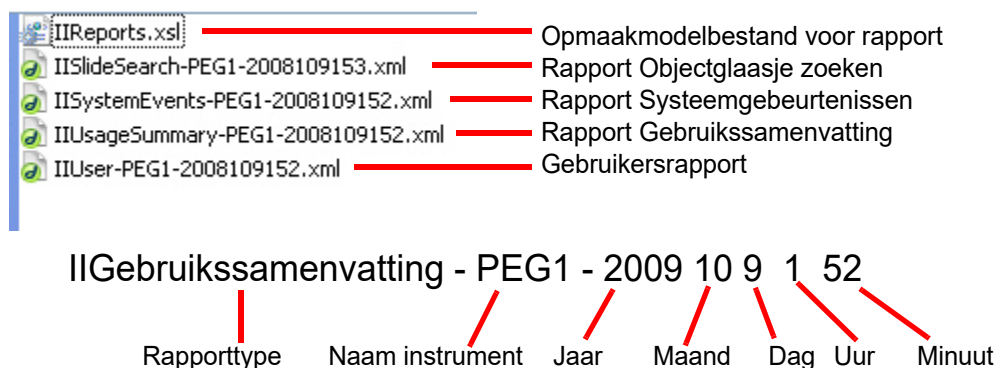 IIReports.xsl Opmaakmodelbestand voor rapport
IISlideSearch-PEG1-2008109153.xml Rapport Objectglaasje zoeken
IISystemEvents-PEG1-2008109152.xml Rapport Systeemgebeurtenissen
IIUsageSummary-PEG1-2008109152.xml Rapport Gebruikssamenvatting
IIUser-PEG1-2008109152.xml Gebruikersrapport
IIGebruikssamenvatting - PEG1 - 2009 10 9 1 52
Rapporttype Naam instrument Jaar Maand Dag Uur Minuut